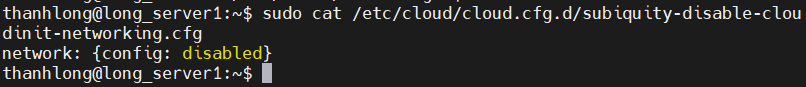 thanhlong@long_server1:~$ sudo cat /etc/cloud/cloud.cfg.d/subiquity-disable-clou
dinit-networking.cfg
network: {config: disabled}
thanhlong@long_server1:~$